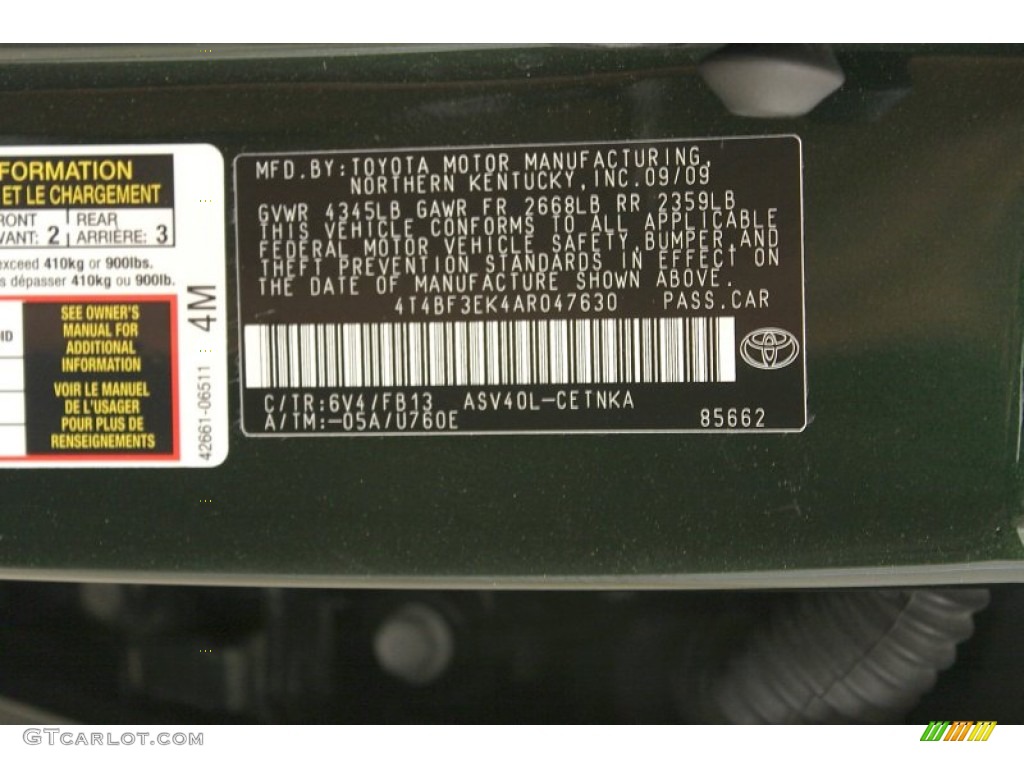 FORMATION
ET LE CHARGEMENT
RONT
VANT: 2
REAR
ARRIÈRE: 3
exceed 410kg or 900lbs.
s dépasser 410kg ou 900lb.
SEE OWNER'S
MANUAL FOR
ADDITIONAL
INFORMATION
VOIR LE MANUEL
DE L'USAGER
POUR PLUS DE
RENSEIGNEMENTS
42661-06511 4M
MFD.BY:TOYOTA MOTOR MANUFACTURING,
NORTHERN KENTUCKY,INC.09/09
GVWR 4345LB GAWR FR 2668LB RR 2359LB
THIS VEHICLE CONFORMS TO ALL APPLICABLE
FEDERAL MOTOR VEHICLE SAFETY,BUMPER,AND
THEFT PREVENTION STANDARDS IN EFFECT ON
THE DATE OF MANUFACTURE SHOWN ABOVE.
4T4BF3EK4AR047630 PASS.CAR
C/TR:6V4/FB13 ASV40L-CETNKA
A/TM:-05A/U760E 85662
GTCarlot.com